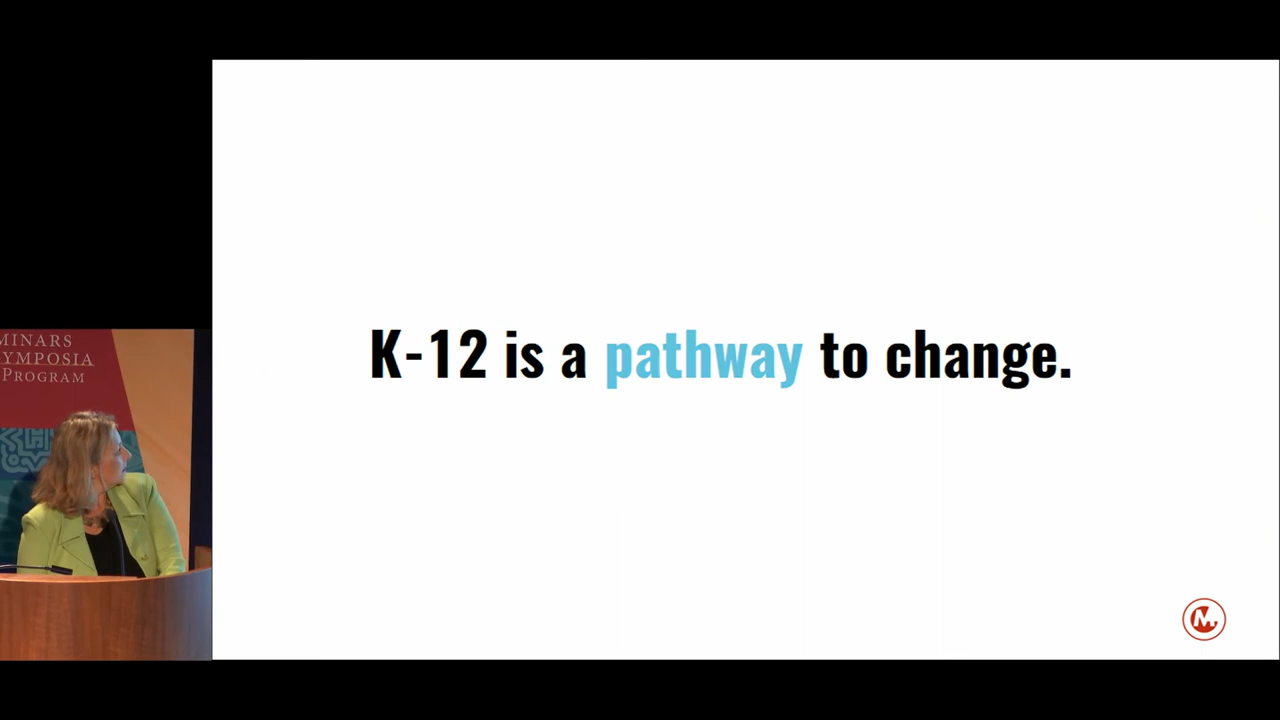 MINARS
YMPOSIA
PROGRAM
K-12 is a pathway to change.
M